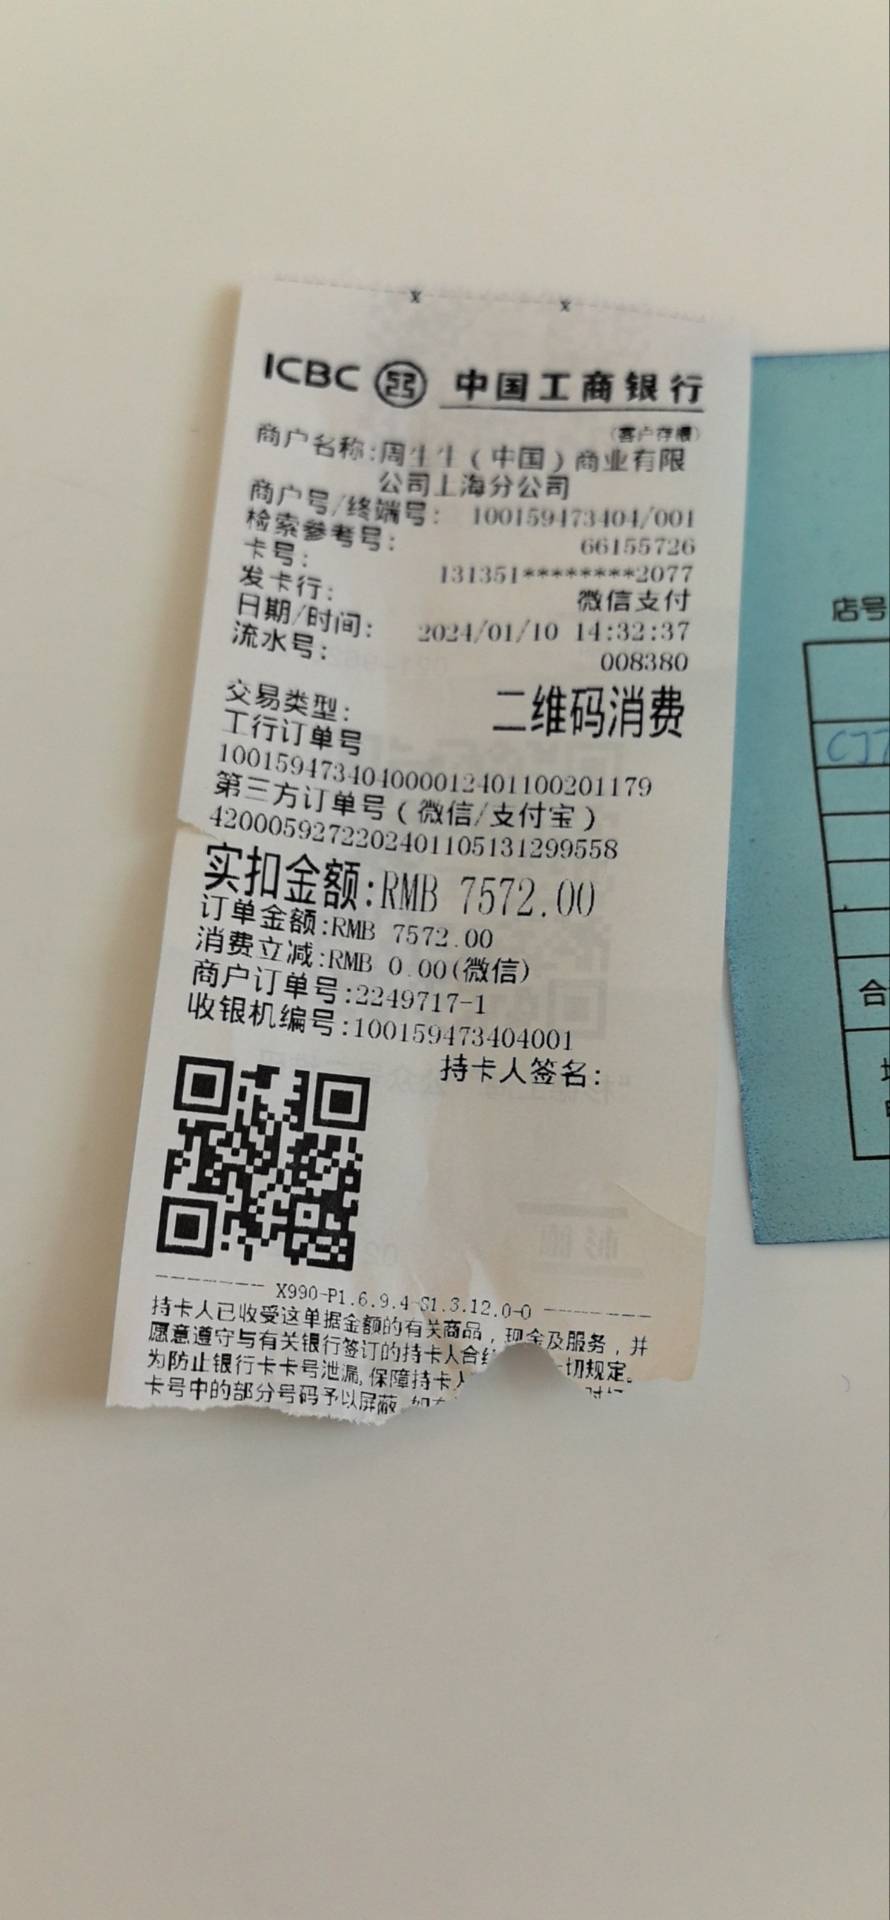 ICBC 中国工商银行
(客户存根)
商户名称:周生生(中国)商业有限
公司上海分公司
商户号/终端号: 100159473404/001
检索参考号: 66155726
卡号: 131351********2077
发卡行: 微信支付
日期/时间: 2024/01/10 14:32:37
流水号: 008380
交易类型: 二维码消费
工行订单号
100159473404000012401100201179
第三方订单号(微信/支付宝)
4200059272202401105131299558
实扣金额:RMB 7572.00
订单金额:RMB 7572.00
消费立减:RMB 0.00(微信)
商户订单号:2249717-1
收银机编号:100159473404001
持卡人签名:
X990-P1.6.9.4-S1.3.12.0-0
持卡人已收受这单据金额的有关商品,现金及服务,并
愿意遵守与有关银行签订的持卡人合约 切规定。
为防止银行卡卡号泄漏,保障持卡人
卡号中的部分号码予以屏蔽
店号
合